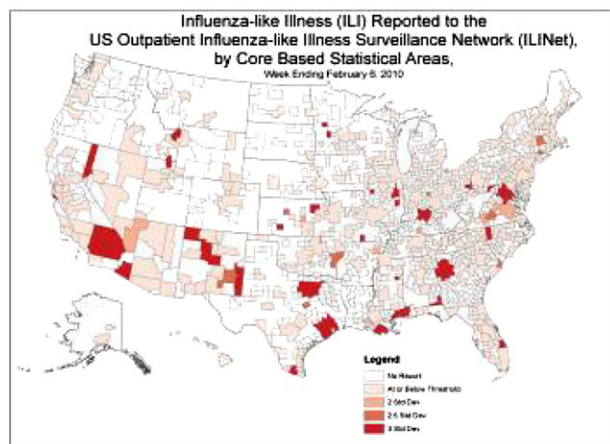 Influenza-like Illness (ILI) Reported to the
US Outpatient Influenza-like Illness Surveillance Network (ILINet),
by Core Based Statistical Areas,
Week Ending February 6, 2010
Legend
No Report
At or Below Threshold
2 Std Dev
2.5 Std Dev
3 Std Dev